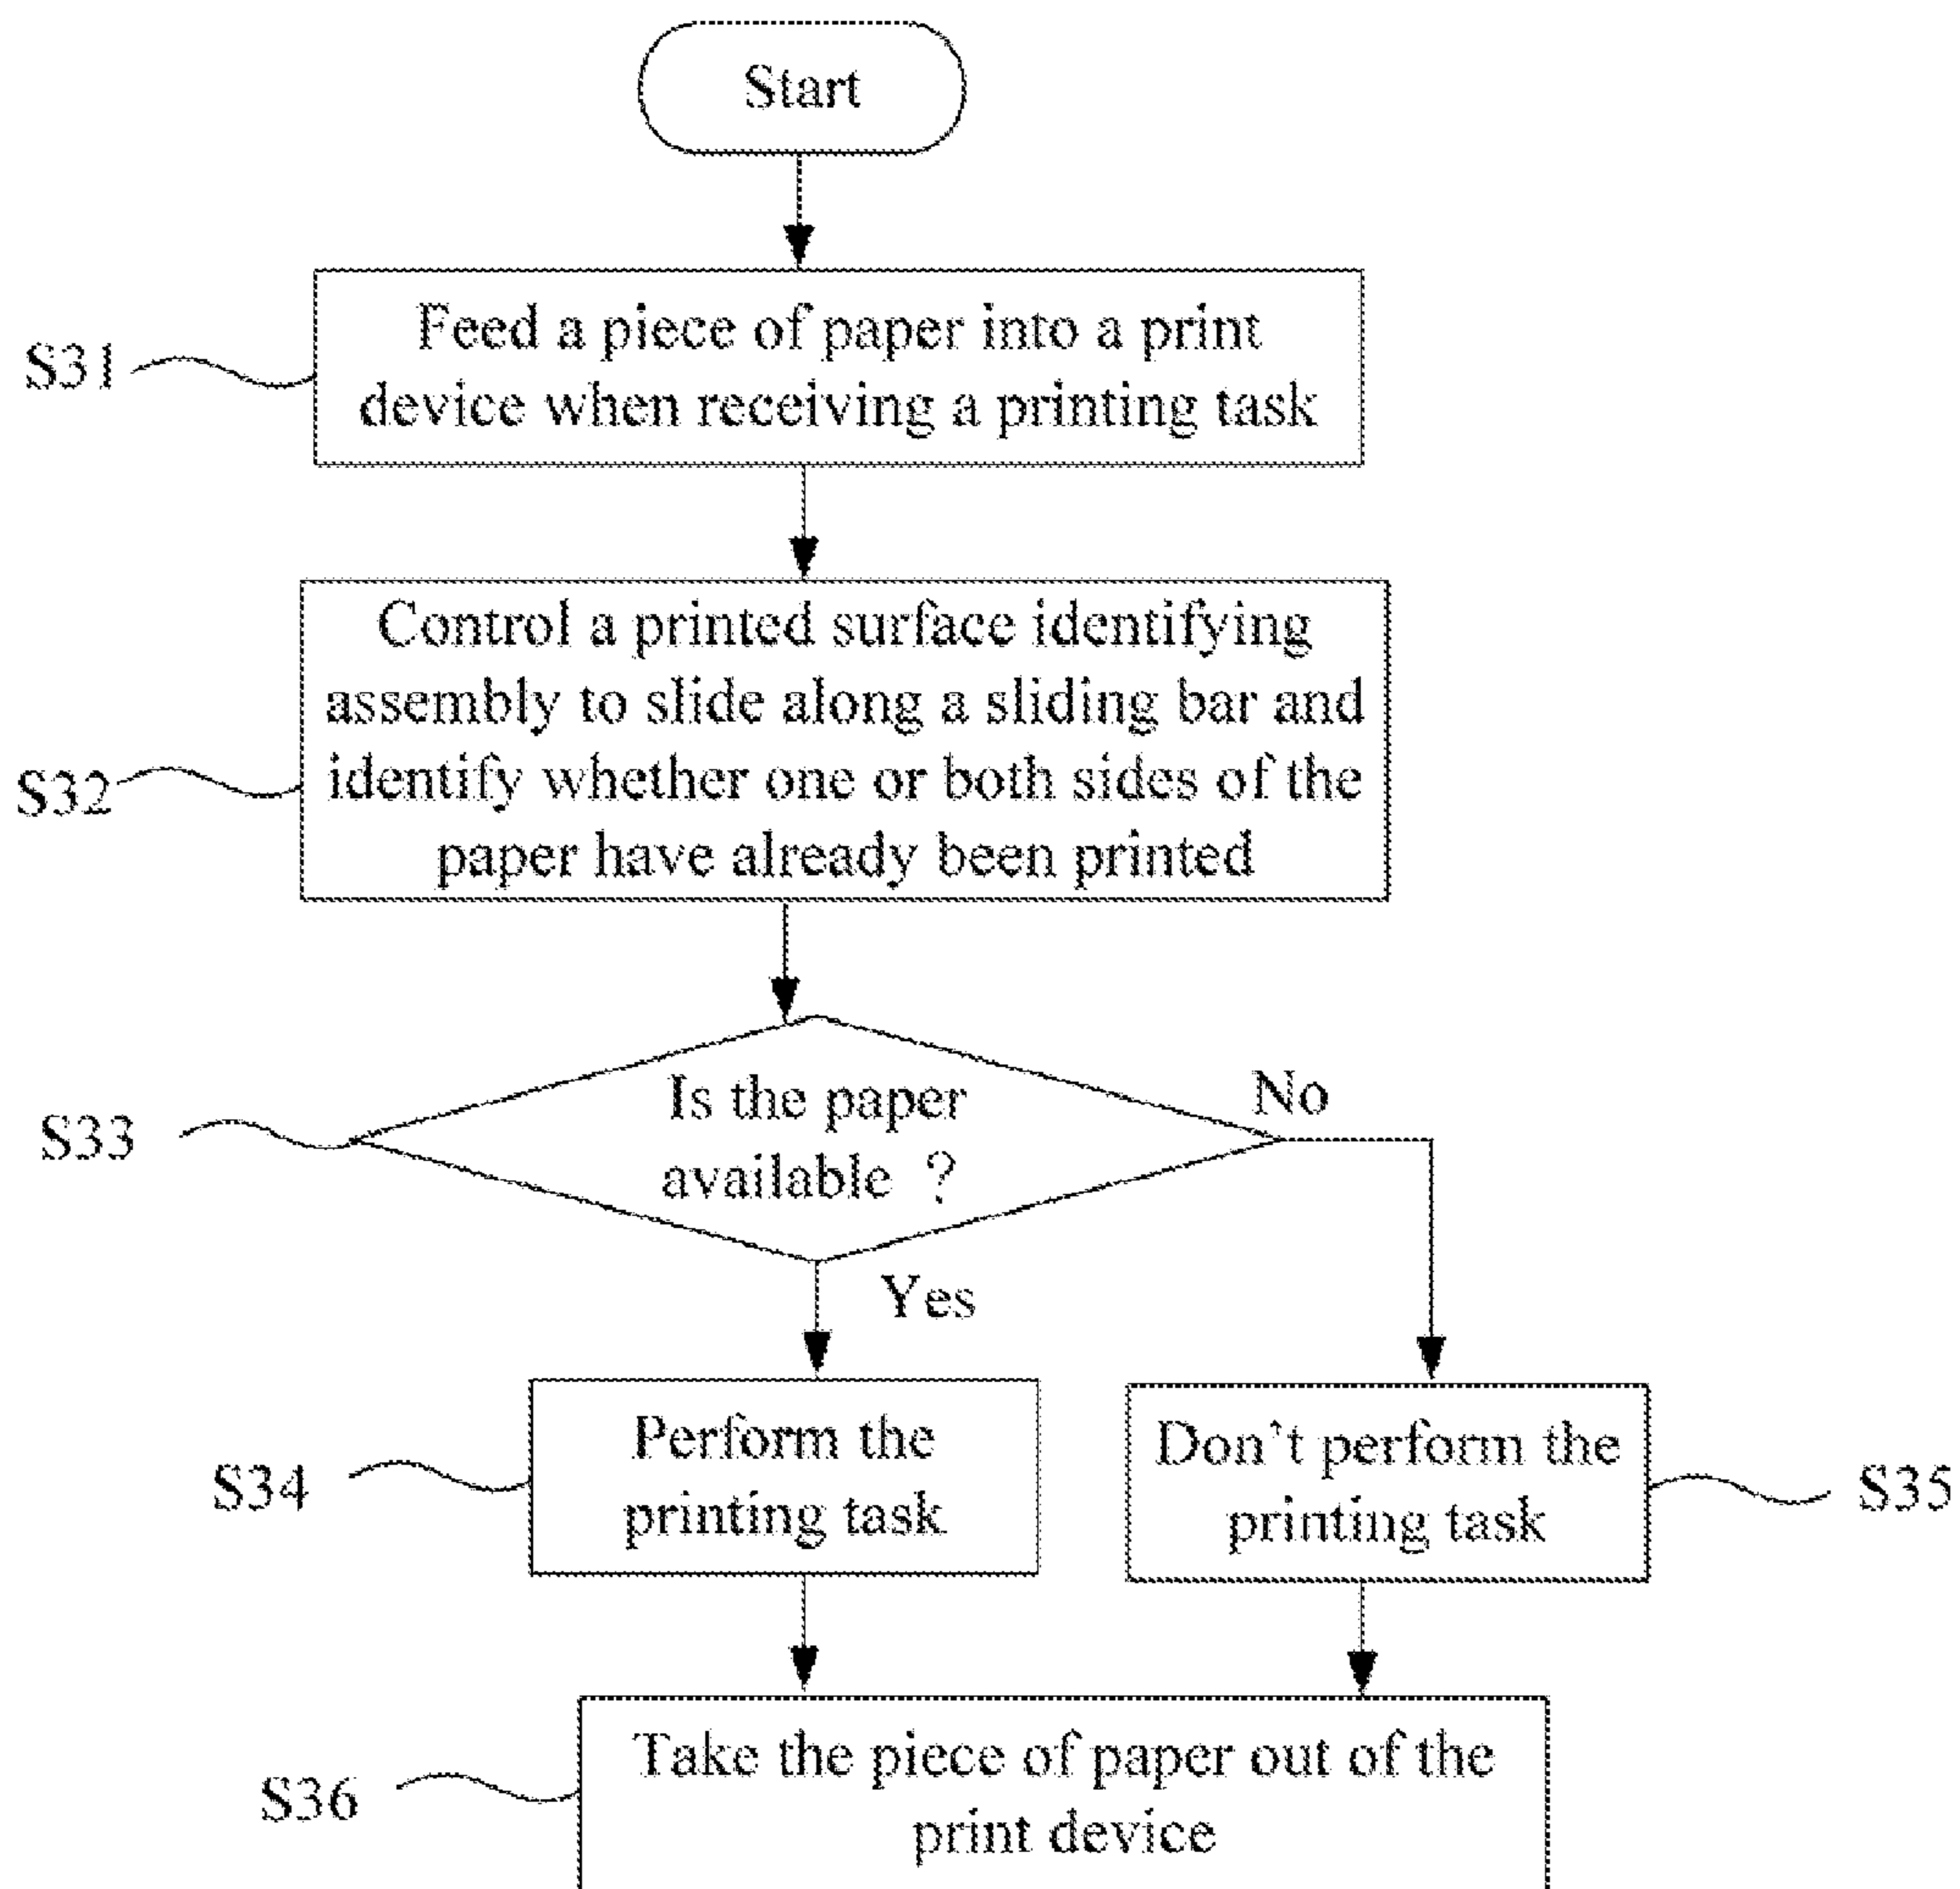 Start
S31
Feed a piece of paper into a print
device when receiving a printing task
S32
Control a printed surface identifying
assembly to slide along a sliding bar and
identify whether one or both sides of the
paper have already been printed
S33
Is the paper
available ?
No
Yes
S34
Perform the
printing task
Don't perform the
printing task
S35
S36
Take the piece of paper out of the
print device